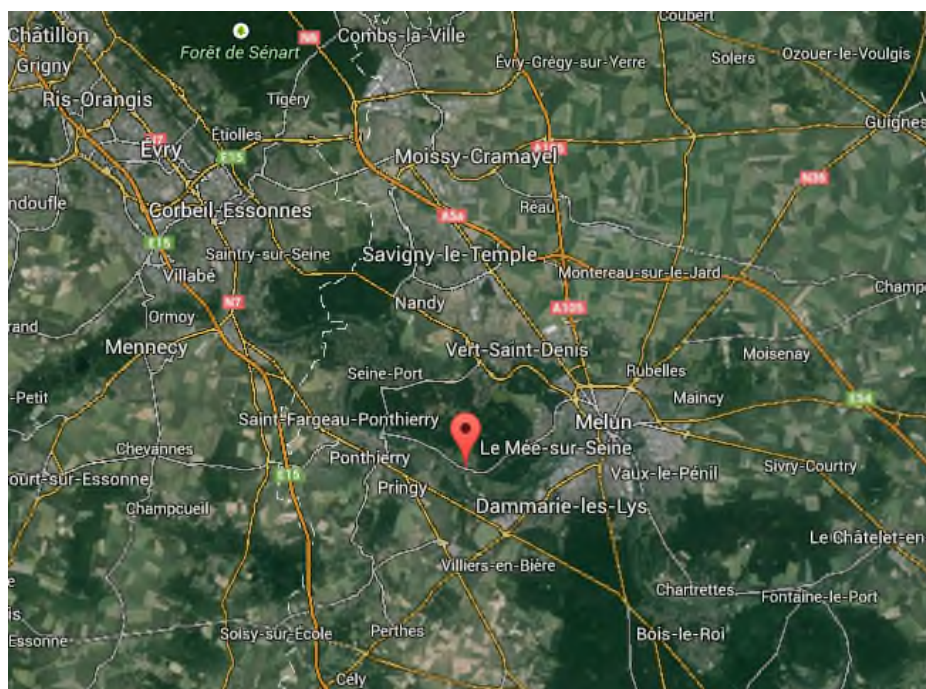 Châtillon
Coubert
Combs-la-Ville
Forêt de Sénart
N6
Solers
Ozouer-le-Voulgis
Grigny
Évry-Grégy-sur-Yerre
Ris-Orangis
Tigery
Guignes
Étiolles
Évry
E15
Moissy-Cramayel
A105
N36
ndoufle
Corbeil-Essonnes
A5a
Réau
E15
Saintry-sur-Seine
Savigny-le-Temple
Villabé
Montereau-sur-le-Jard
Champ
N7
Nandy
A105
Ormoy
rand
Mennecy
Vert-Saint-Denis
Moisenay
Seine-Port
Rubelles
-Petit
Maincy
E54
Saint-Fargeau-Ponthierry
Melun
Chevannes
Ponthierry
Le Mée-sur-Seine
Sivry-Courtry
E15
court-sur-Essonne
Pringy
Vaux-le-Pénil
Champcueil
Dammarie-les-Lys
Le Châtelet-en
Villiers-en-Bière
Chartrettes
Fontaine-le-Port
is
Essonne
Soisy-sur-École
Perthes
Bois-le-Roi
Cély